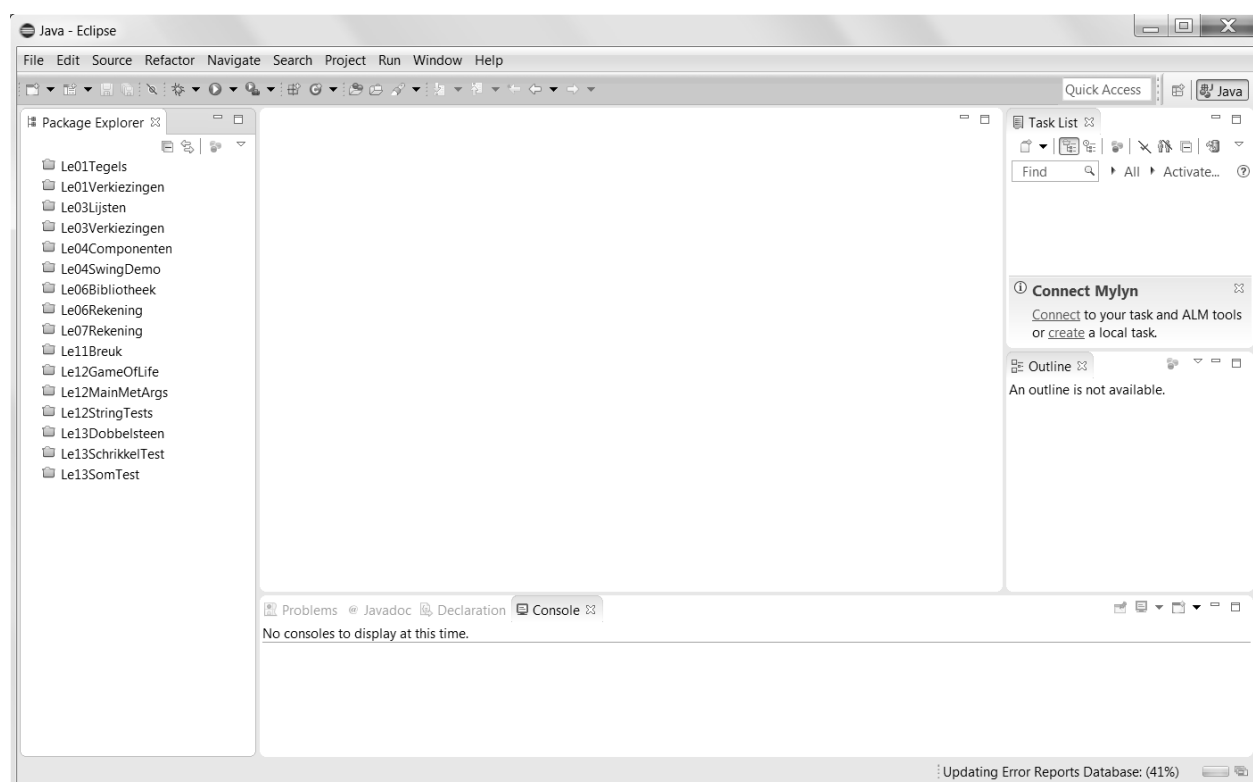 Java - Eclipse
File Edit Source Refactor Navigate Search Project Run Window Help
Quick Access
Java
Package Explorer
Le01Tegels
Le01Verkiezingen
Le03Lijsten
Le03Verkiezingen
Le04Componenten
Le04SwingDemo
Le06Bibliotheek
Le06Rekening
Le07Rekening
Le11Breuk
Le12GameOfLife
Le12MainMetArgs
Le12StringTests
Le13Dobbelsteen
Le13SchrikkelTest
Le13SomTest
Task List
Find All Activate...
Connect Mylyn
Connect to your task and ALM tools
or create a local task.
Outline
An outline is not available.
Problems @ Javadoc Declaration Console
No consoles to display at this time.
Updating Error Reports Database: (41%)